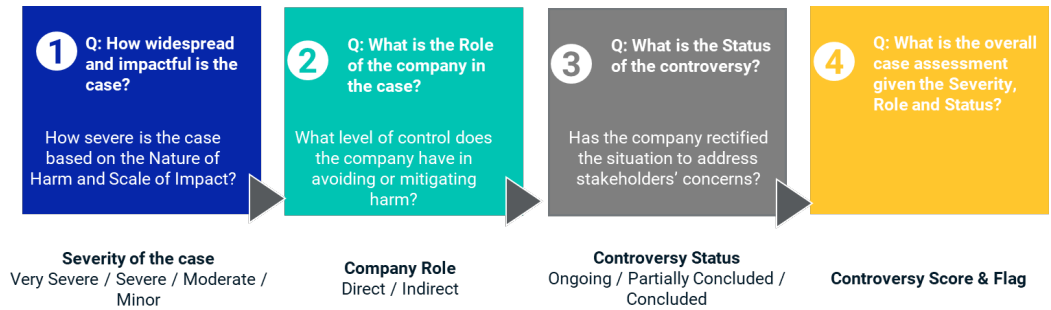 1
Q: How widespread
and impactful is the
case?
How severe is the case
based on the Nature of
Harm and Scale of Impact?
Severity of the case
Very Severe / Severe / Moderate /
Minor
2
Q: What is the Role
of the company in
the case?
What level of control does
the company have in
avoiding or mitigating
harm?
Company Role
Direct / Indirect
3
Q: What is the Status
of the controversy?
Has the company rectified
the situation to address
stakeholders’ concerns?
Controversy Status
Ongoing / Partially Concluded /
Concluded
4
Q: What is the overall
case assessment
given the Severity,
Role and Status?
Controversy Score & Flag